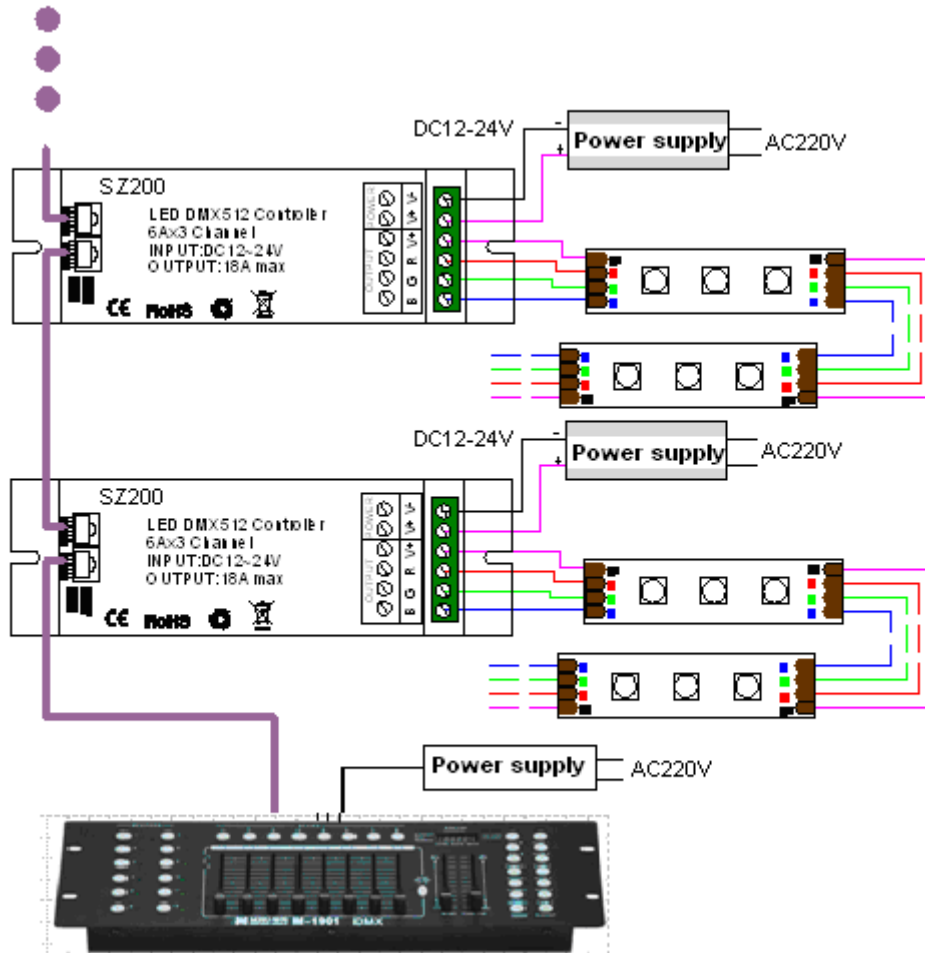 DC12-24V
- Power supply
+
AC220V
SZ200
LED DMX512 Controller
6Ax3 Channel
INPUT:DC12~24V
OUTPUT:18A max
CE RoHS
POWER
OUTPUT
V-
V+
V+
R
G
B
DC12-24V
- Power supply
+
AC220V
SZ200
LED DMX512 Controller
6Ax3 Channel
INPUT:DC12~24V
OUTPUT:18A max
CE RoHS
POWER
OUTPUT
V-
V+
V+
R
G
B
Power supply
AC220V
DMX